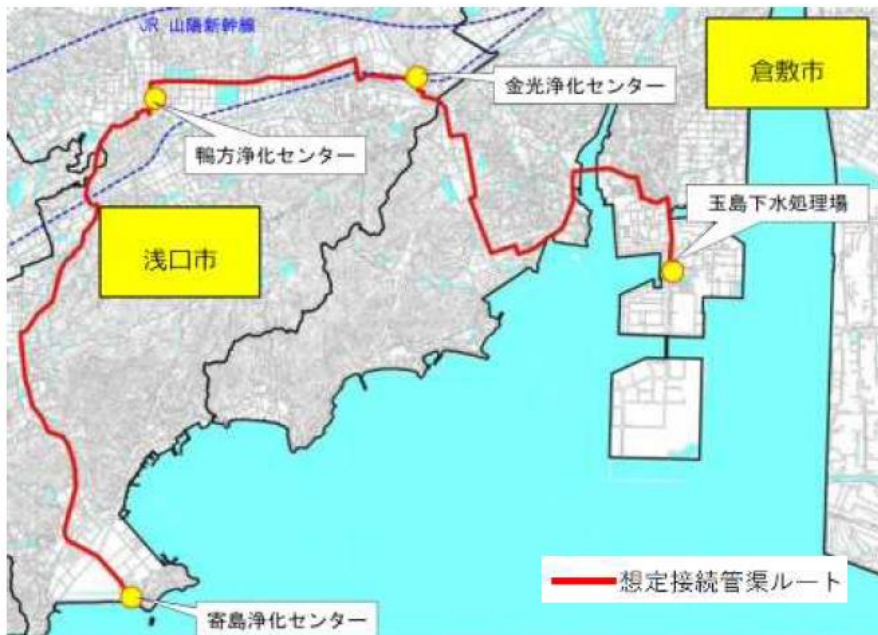 JR 山陽新幹線
倉敷市
金光浄化センター
鴨方浄化センター
玉島下水処理場
浅口市
想定接続管渠ルート
寄島浄化センター